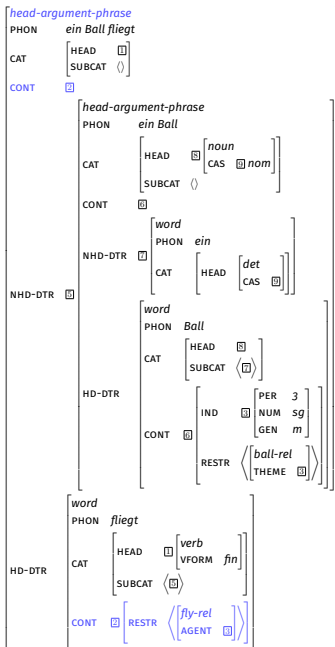 head-argument-phrase
PHON ein Ball fliegt
HEAD 1
CAT
SUBCAT ⟨⟩
CONT 2
head-argument-phrase
PHON ein Ball
noun
HEAD 8
CAS 9 nom
CAT
SUBCAT ⟨⟩
CONT 6
word
PHON ein
NHD-DTR 7
det
CAT HEAD
CAS 9
NHD-DTR 5
word
PHON Ball
HEAD 8
CAT
SUBCAT ⟨7⟩
HD-DTR
PER 3
IND 3 NUM sg
GEN m
CONT 6
ball-rel
RESTR
THEME 3
word
PHON fliegt
verb
HEAD 1
VFORM fin
CAT
SUBCAT ⟨5⟩
HD-DTR
fly-rel
CONT 2 RESTR
AGENT 3